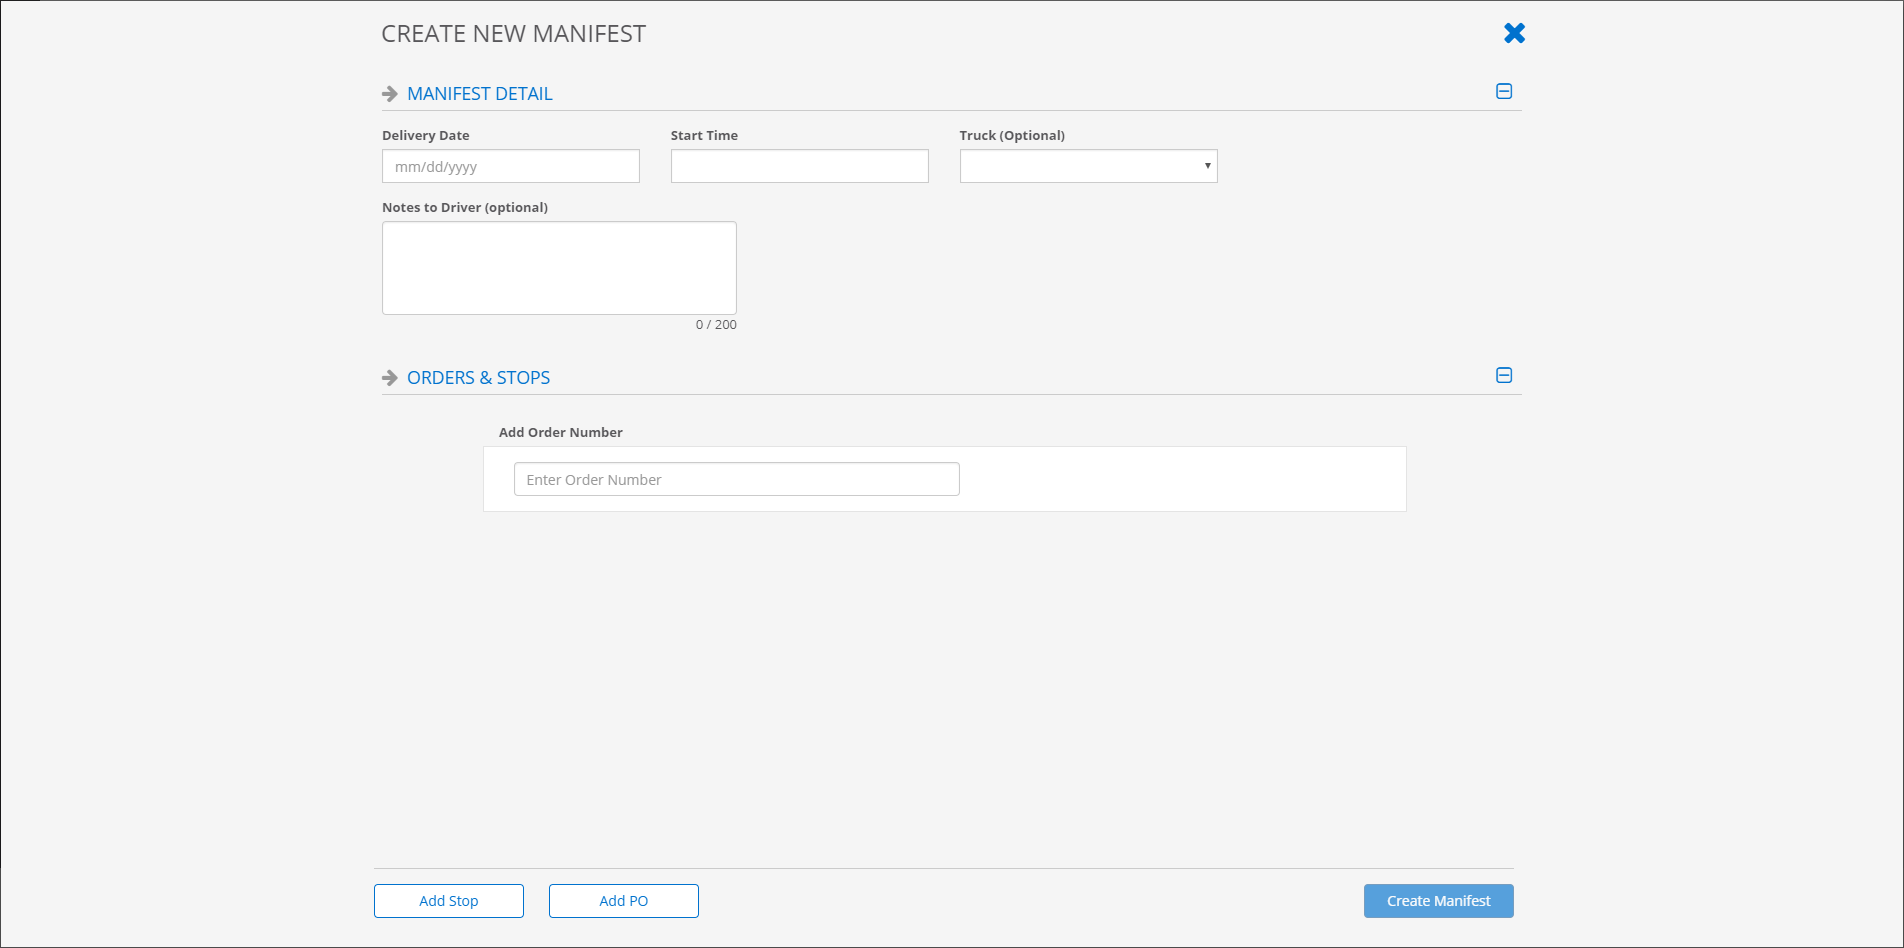 CREATE NEW MANIFEST
MANIFEST DETAIL
Delivery Date
Start Time
Truck (Optional)
mm/dd/yyyy
Notes to Driver (optional)
0 / 200
ORDERS & STOPS
Add Order Number
Enter Order Number
Add Stop
Add PO
Create Manifest